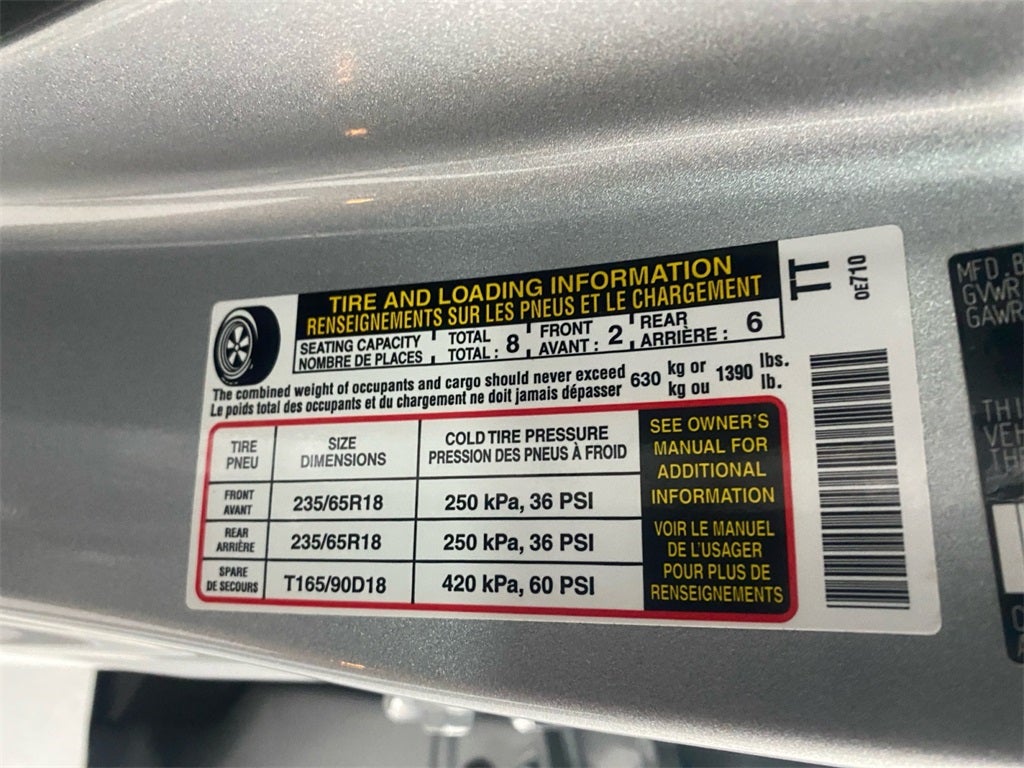 TIRE AND LOADING INFORMATION
RENSEIGNEMENTS SUR LES PNEUS ET LE CHARGEMENT
SEATING CAPACITY TOTAL FRONT REAR
NOMBRE DE PLACES TOTAL : 8 AVANT : 2 ARRIÈRE : 6
The combined weight of occupants and cargo should never exceed 630 kg or 1390 lbs.
Le poids total des occupants et du chargement ne doit jamais dépasser kg ou lb.
TIRE
PNEU
SIZE
DIMENSIONS
COLD TIRE PRESSURE
PRESSION DES PNEUS À FROID
FRONT
AVANT
235/65R18
250 kPa, 36 PSI
REAR
ARRIÈRE
235/65R18
250 kPa, 36 PSI
SPARE
DE SECOURS
T165/90D18
420 kPa, 60 PSI
SEE OWNER'S
MANUAL FOR
ADDITIONAL
INFORMATION
VOIR LE MANUEL
DE L'USAGER
POUR PLUS DE
RENSEIGNEMENTS
TT
0E710
MFD.B
GVWR
GAWR
THI
VEH
THE